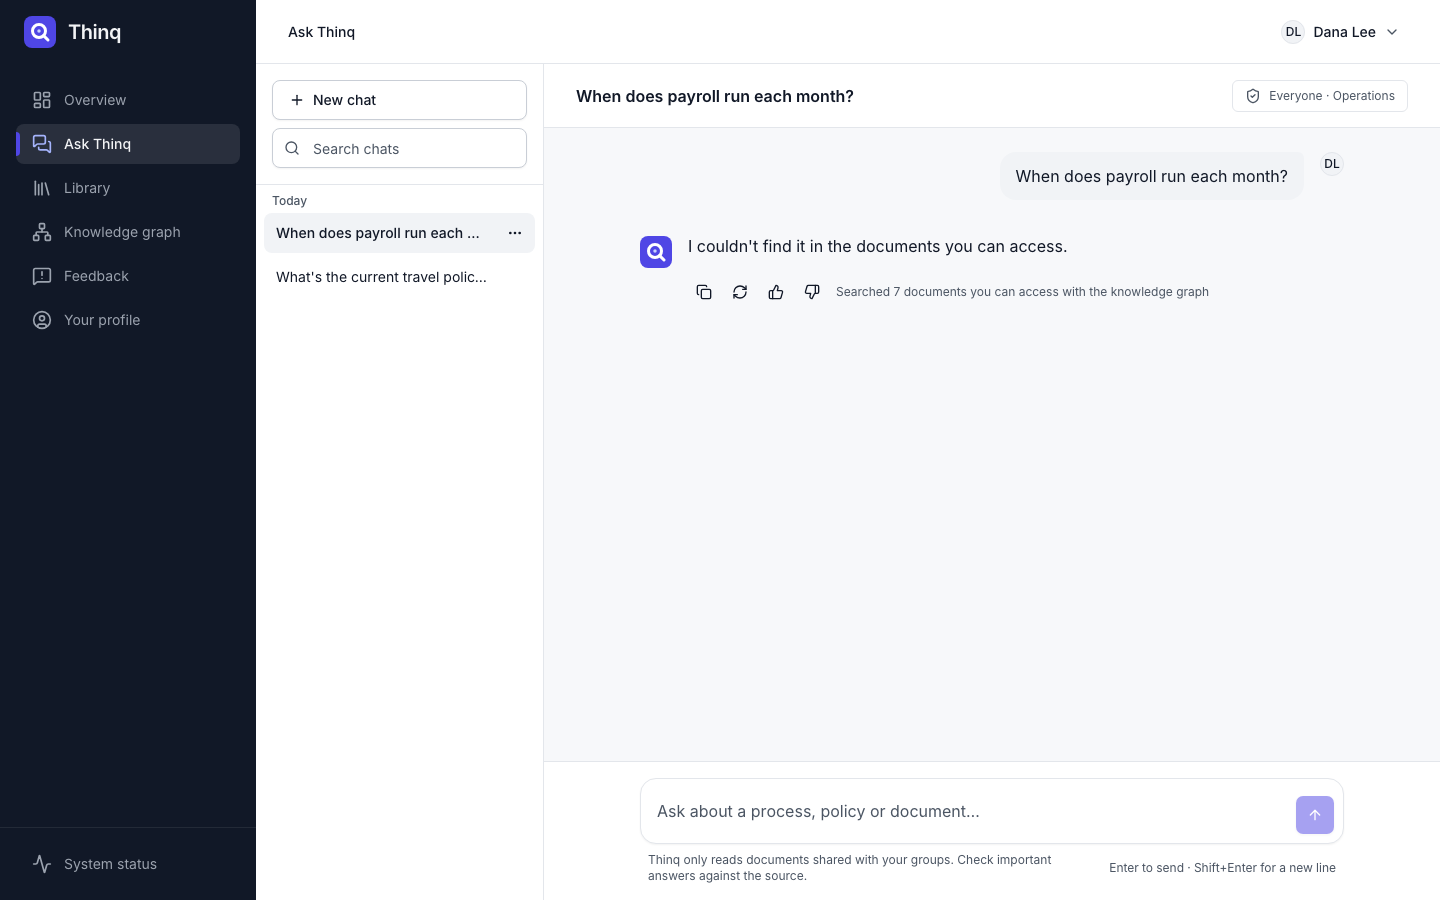 Thinq
Overview
Ask Thinq
Library
Knowledge graph
Feedback
Your profile
System status
Ask Thinq
DL Dana Lee
New chat
Search chats
Today
When does payroll run each ...
What's the current travel polic...
When does payroll run each month?
Everyone · Operations
When does payroll run each month?
DL
I couldn't find it in the documents you can access.
Searched 7 documents you can access with the knowledge graph
Ask about a process, policy or document...
Thinq only reads documents shared with your groups. Check important
answers against the source.
Enter to send · Shift+Enter for a new line